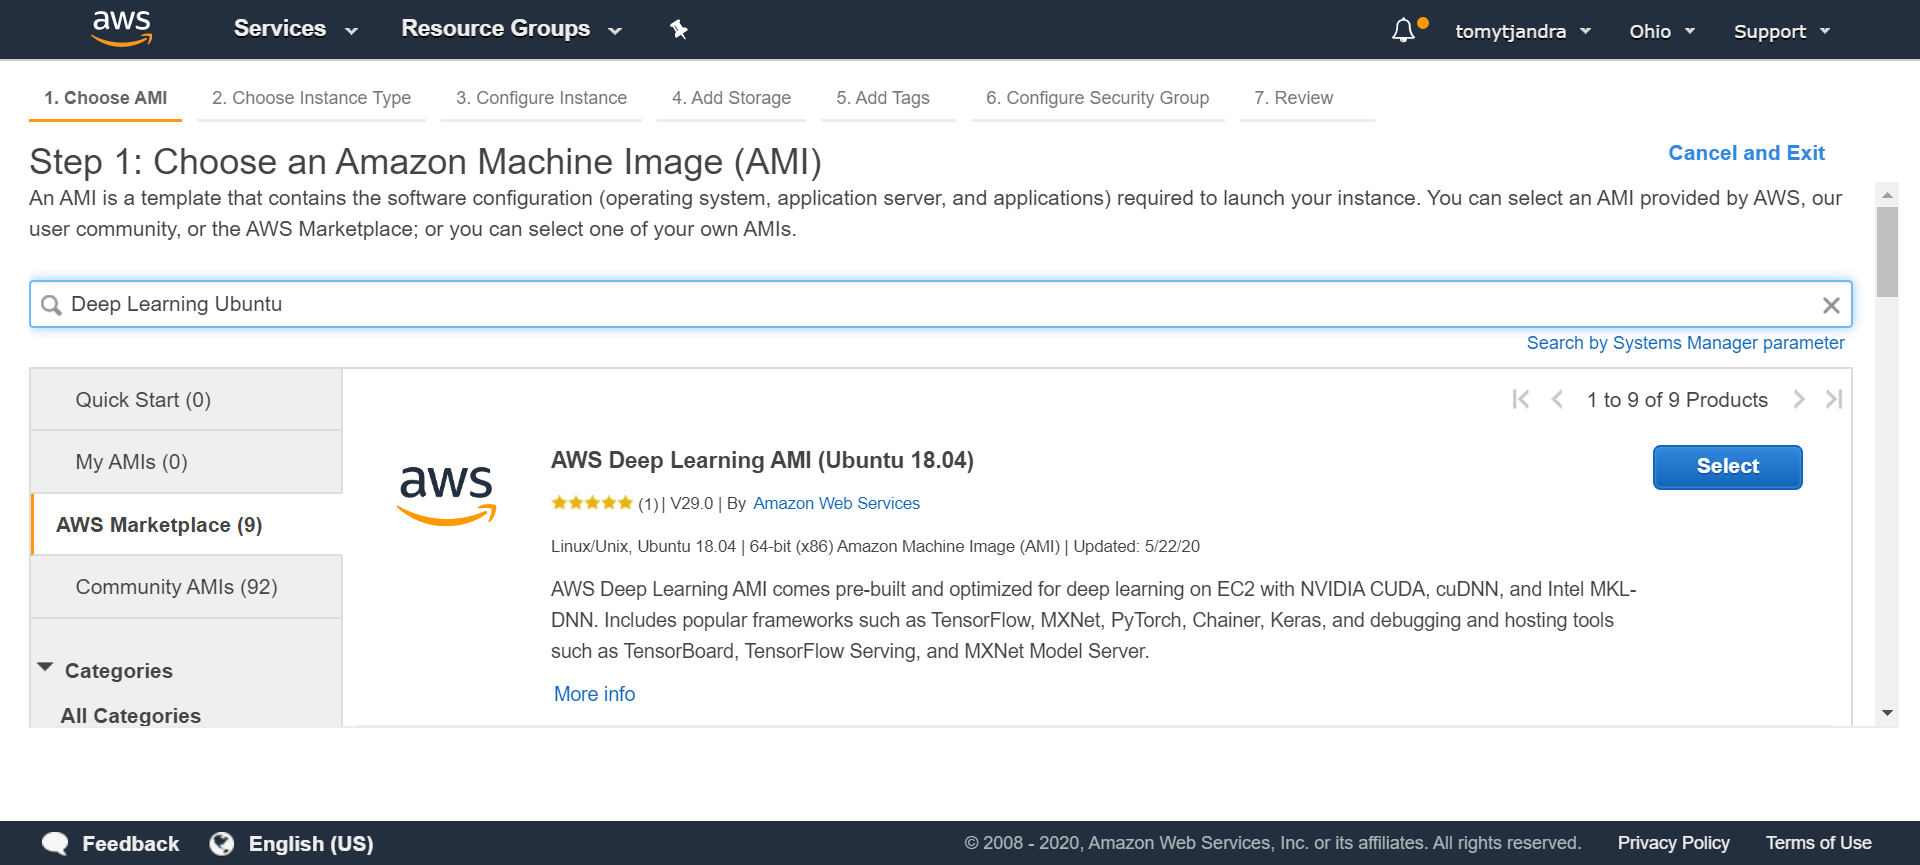 aws Services Resource Groups tomytjandra Ohio Support
1. Choose AMI 2. Choose Instance Type 3. Configure Instance 4. Add Storage 5. Add Tags 6. Configure Security Group 7. Review
Step 1: Choose an Amazon Machine Image (AMI)
Cancel and Exit
An AMI is a template that contains the software configuration (operating system, application server, and applications) required to launch your instance. You can select an AMI provided by AWS, our
user community, or the AWS Marketplace; or you can select one of your own AMIs.
Deep Learning Ubuntu
Search by Systems Manager parameter
Quick Start (0)
My AMIs (0)
AWS Marketplace (9)
Community AMIs (92)
Categories
All Categories
1 to 9 of 9 Products
aws
AWS Deep Learning AMI (Ubuntu 18.04)
Select
(1) | V29.0 | By Amazon Web Services
Linux/Unix, Ubuntu 18.04 | 64-bit (x86) Amazon Machine Image (AMI) | Updated: 5/22/20
AWS Deep Learning AMI comes pre-built and optimized for deep learning on EC2 with NVIDIA CUDA, cuDNN, and Intel MKL-
DNN. Includes popular frameworks such as TensorFlow, MXNet, PyTorch, Chainer, Keras, and debugging and hosting tools
such as TensorBoard, TensorFlow Serving, and MXNet Model Server.
More info
Feedback English (US) © 2008 - 2020, Amazon Web Services, Inc. or its affiliates. All rights reserved. Privacy Policy Terms of Use